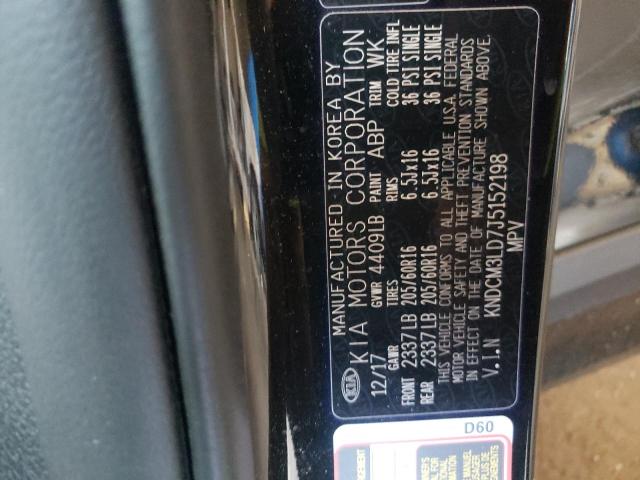 MANUFACTURED IN KOREA BY
KIA KIA MOTORS CORPORATION
12/17 GVWR 4409LB PAINT ABP TRIM WK
GAWR TIRES RIMS COLD TIRE INFL
FRONT 2337LB 205/60R16 6.5Jx16 36 PSI SINGLE
REAR 2337LB 205/60R16 6.5Jx16 36 PSI SINGLE
THIS VEHICLE CONFORMS TO ALL APPLICABLE U.S.A. FEDERAL
MOTOR VEHICLE SAFETY AND THEFT PREVENTION STANDARDS
IN EFFECT ON THE DATE OF MANUFACTURE SHOWN ABOVE.
V.I.N KNDCM3LD7J5152198
MPV
D60